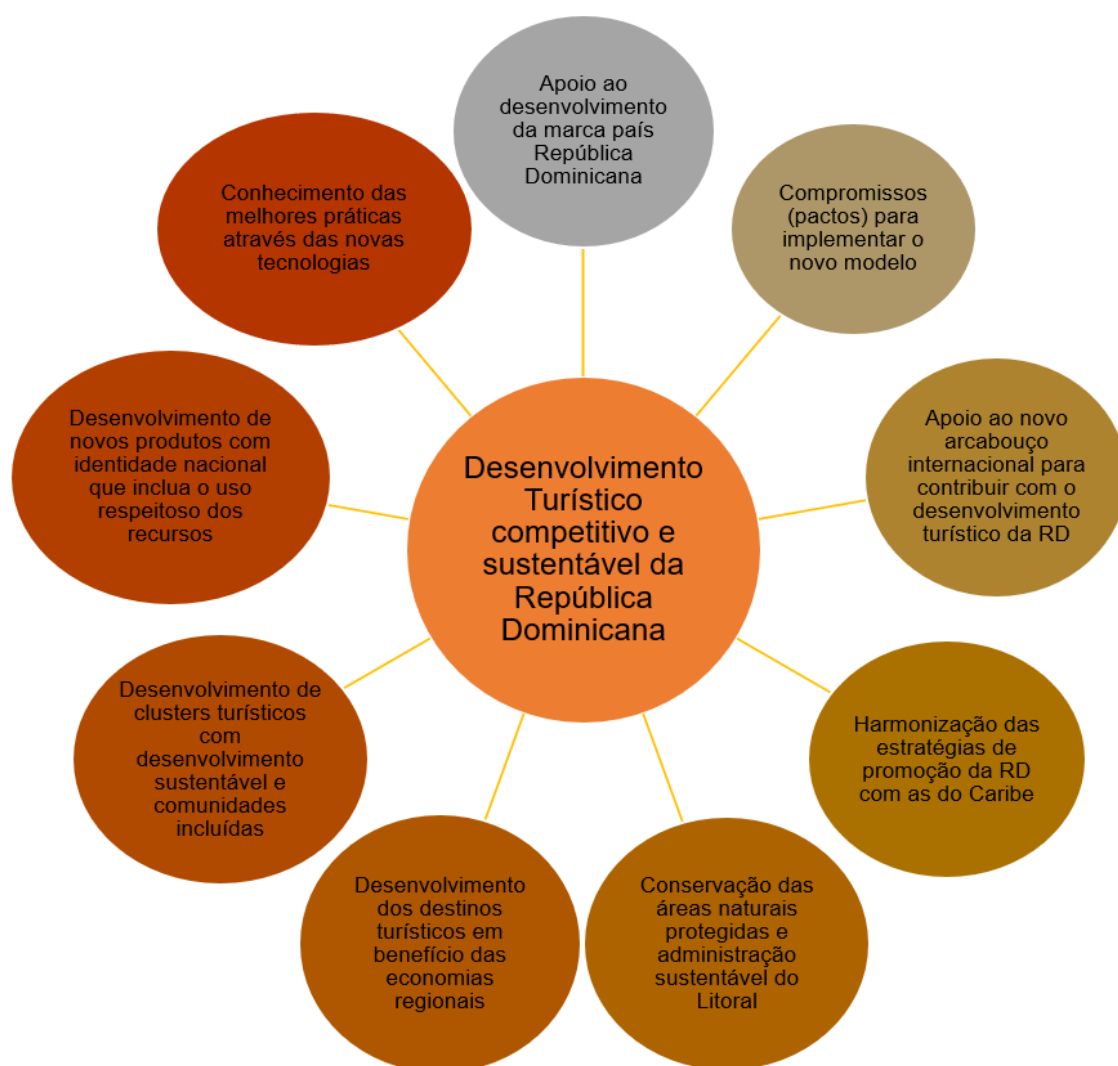 Apoio ao
desenvolvimento
da marca país
República
Dominicana
Compromissos
(pactos) para
implementar o
novo modelo
Apoio ao novo
arcabouço
internacional para
contribuir com o
desenvolvimento
turístico da RD
Harmonização das
estratégias de
promoção da RD
com as do Caribe
Conservação das
áreas naturais
protegidas e
administração
sustentável do
Litoral
Desenvolvimento
dos destinos
turísticos em
benefício das
economias
regionais
Desenvolvimento de
clusters turísticos
com
desenvolvimento
sustentável e
comunidades
incluídas
Desenvolvimento de
novos produtos com
identidade nacional
que inclua o uso
respeitoso dos
recursos
Conhecimento das
melhores práticas
através das novas
tecnologias
Desenvolvimento
Turístico
competitivo e
sustentável da
República
Dominicana